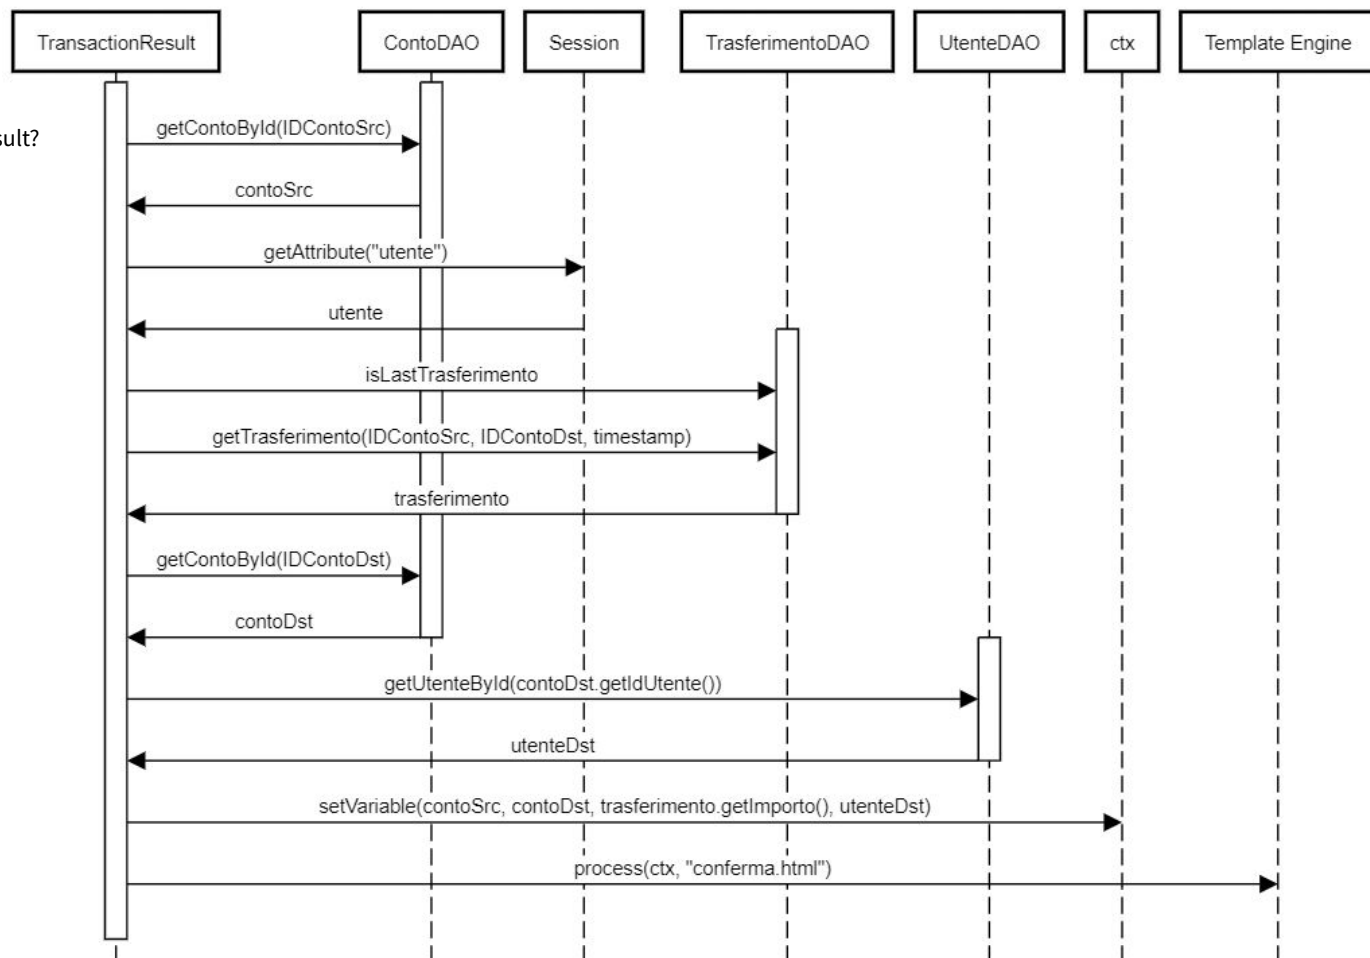 TransactionResult
ContoDAO
Session
TrasferimentoDAO
UtenteDAO
ctx
Template Engine
getContoById(IDContoSrc)
sult?
contoSrc
getAttribute("utente")
utente
isLastTrasferimento
getTrasferimento(IDContoSrc, IDContoDst, timestamp)
trasferimento
getContoById(IDContoDst)
contoDst
getUtenteById(contoDst.getIdUtente())
utenteDst
setVariable(contoSrc, contoDst, trasferimento.getImporto(), utenteDst)
process(ctx, "conferma.html")